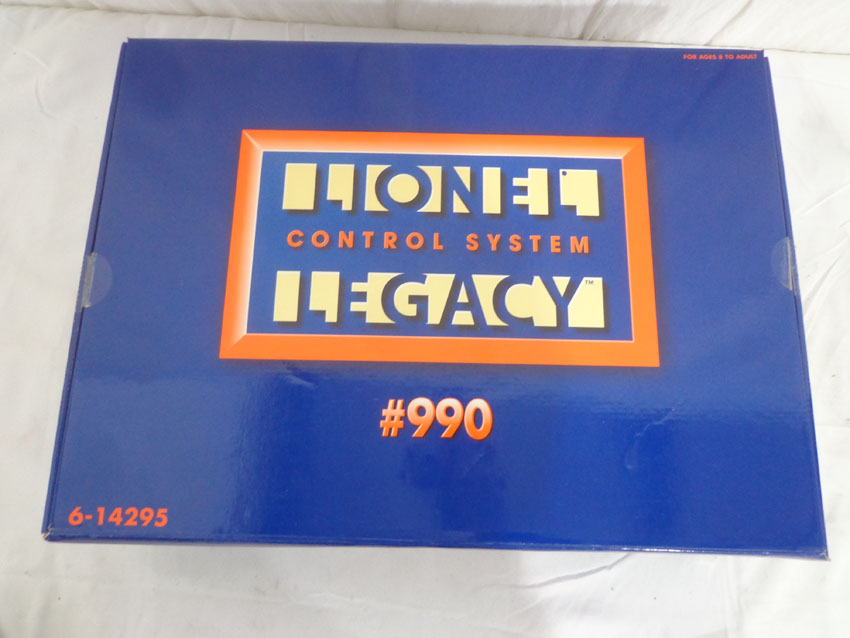 FOR AGES 8 TO ADULT
LIONEL
CONTROL SYSTEM
LEGACY™
#990
6-14295